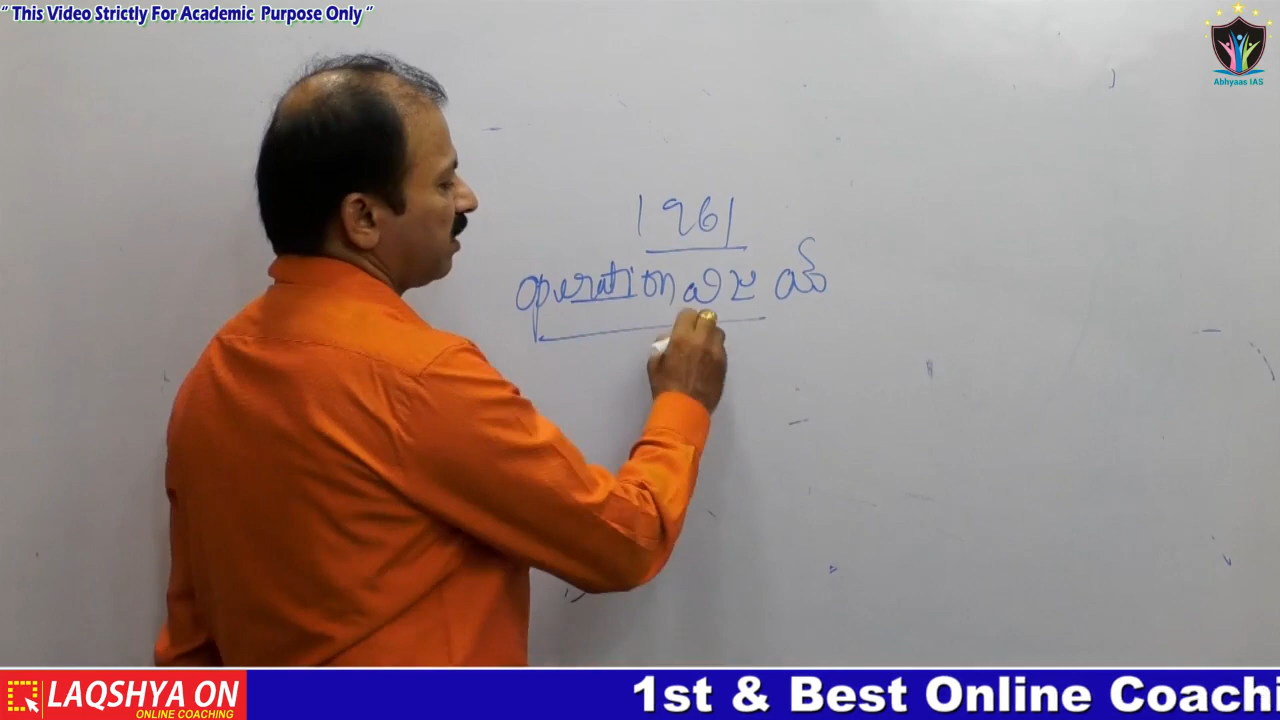 “ This Video Strictly For Academic Purpose Only ”
Abhyaas IAS
1961
operation ವಿಜಯ್
LAQSHYA ON
ONLINE COACHING
1st & Best Online Coachi